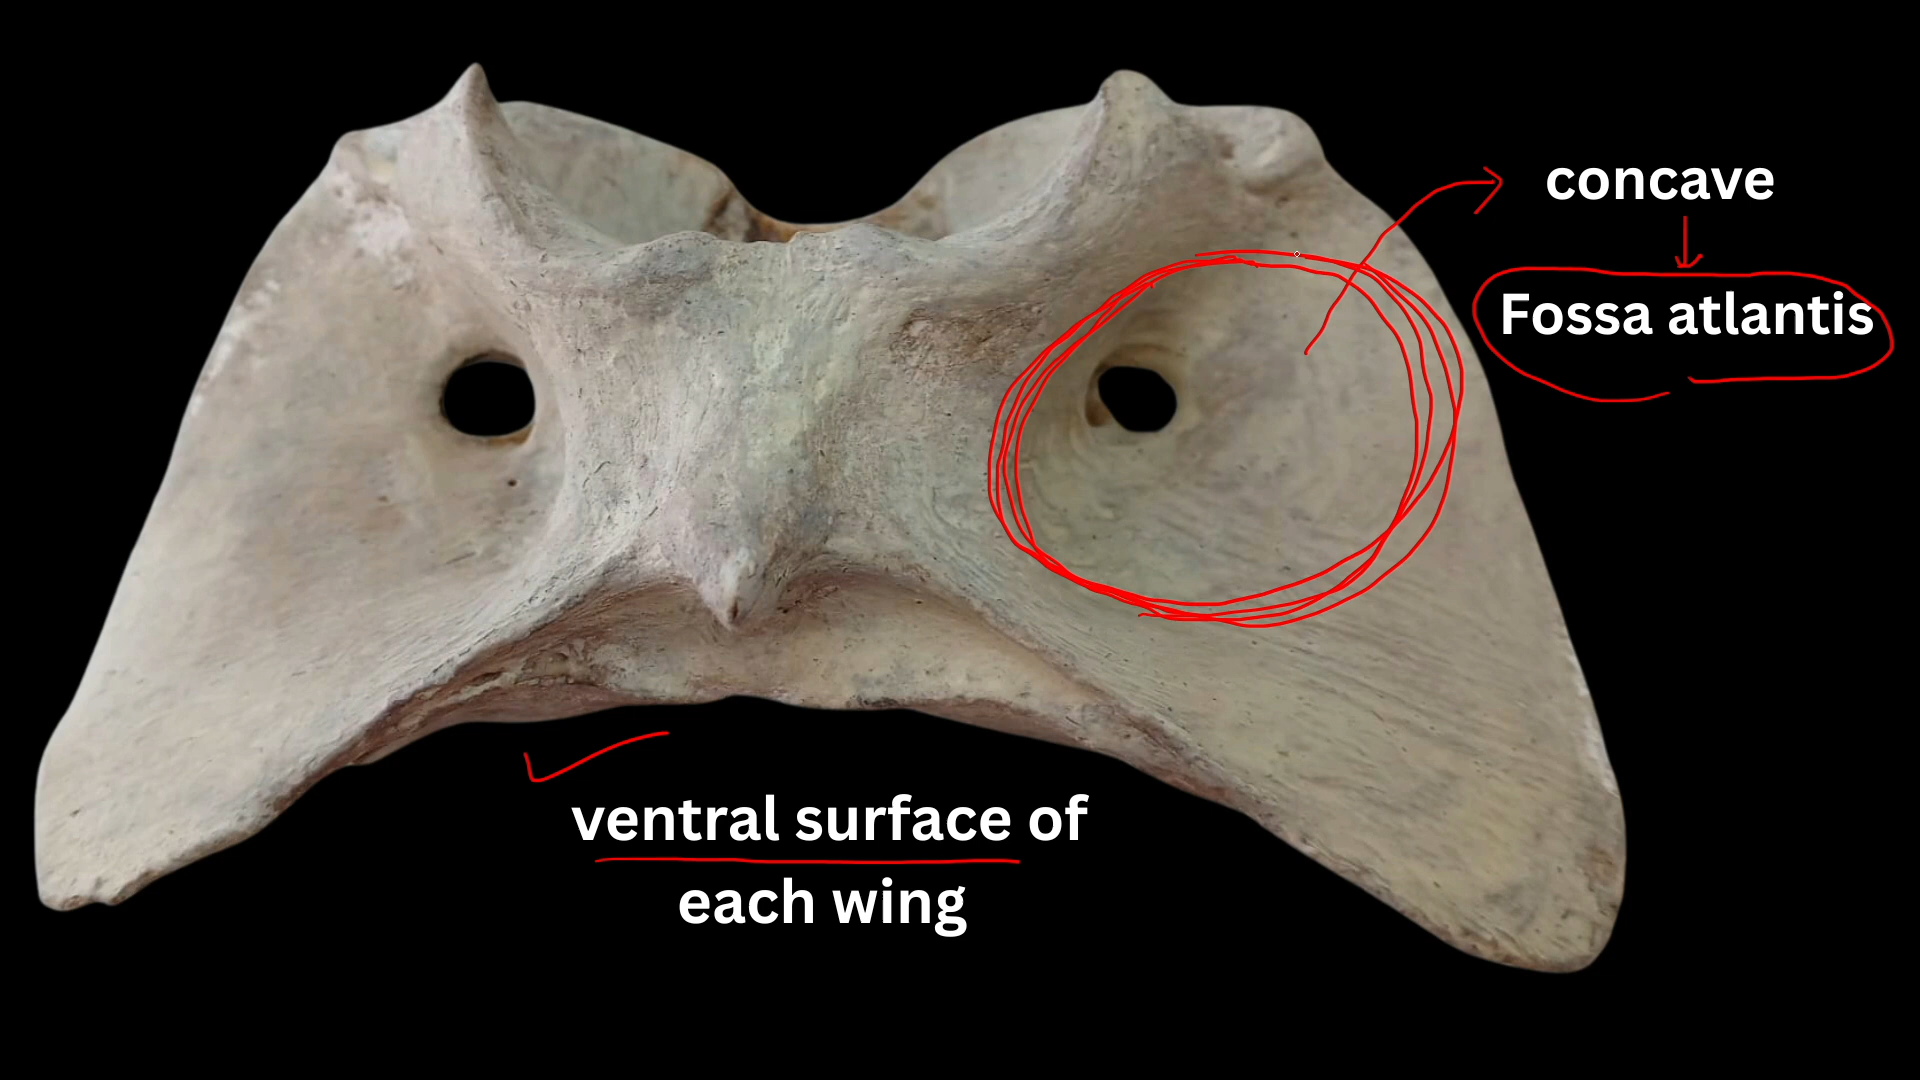 concave
Fossa atlantis
ventral surface of
each wing